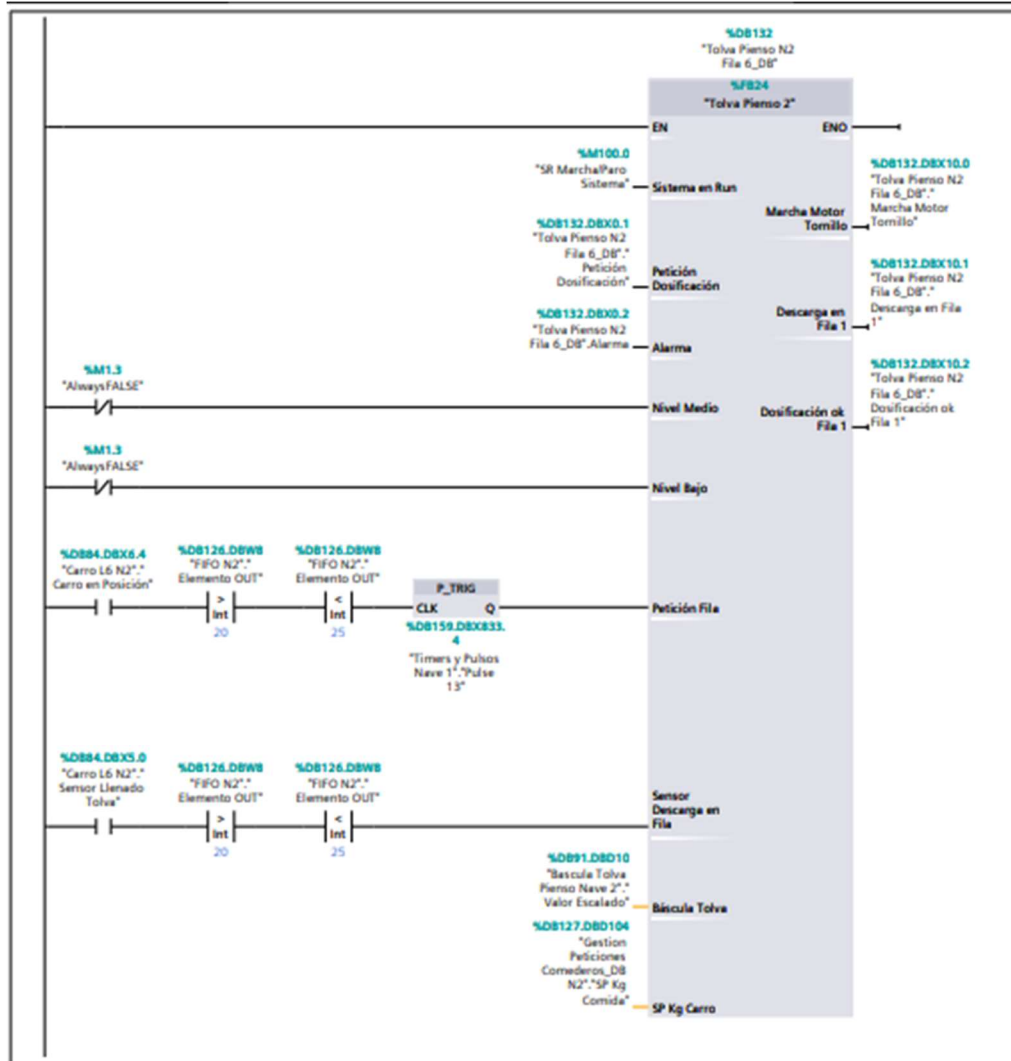 %DB132
"Tolva Pienso N2
Fila 6_DB"
%FB24
"Tolva Pienso 2"
EN
ENO
%M100.0
"SR Marcha/Paro
Sistema"
Sistema en Run
%DB132.DBX10.0
"Tolva Pienso N2
Fila 6_DB"."
Marcha Motor
Tornillo"
Marcha Motor
Tornillo
%DB132.DBX0.1
"Tolva Pienso N2
Fila 6_DB"."
Petición
Dosificación"
Petición
Dosificación
%DB132.DBX10.1
"Tolva Pienso N2
Fila 6_DB"."
Descarga en Fila
1"
Descarga en
Fila 1
%DB132.DBX0.2
"Tolva Pienso N2
Fila 6_DB".Alarma
Alarma
%DB132.DBX10.2
"Tolva Pienso N2
Fila 6_DB"."
Dosificación ok
Fila 1"
Dosificación ok
Fila 1
%M1.3
"AlwaysFALSE"
Nivel Medio
%M1.3
"AlwaysFALSE"
Nivel Bajo
%DB84.DBX6.4
"Carro L6 N2"."
Carro en Posición"
%DB126.DBW8
"FIFO N2"."
Elemento OUT"
>
Int
20
%DB126.DBW8
"FIFO N2"."
Elemento OUT"
<
Int
25
P_TRIG
CLK Q
%DB159.DBX833.
4
"Timers y Pulsos
Nave 1"."Pulse
13"
Petición Fila
%DB84.DBX5.0
"Carro L6 N2"."
Sensor Llenado
Tolva"
%DB126.DBW8
"FIFO N2"."
Elemento OUT"
>
Int
20
%DB126.DBW8
"FIFO N2"."
Elemento OUT"
<
Int
25
Sensor
Descarga en
Fila
%DB91.DBD10
"Bascula Tolva
Pienso Nave 2"."
Valor Escalado"
Báscula Tolva
%DB127.DBD104
"Gestion
Peticiones
Comederos_DB
N2"."SP Kg
Comida"
SP Kg Carro